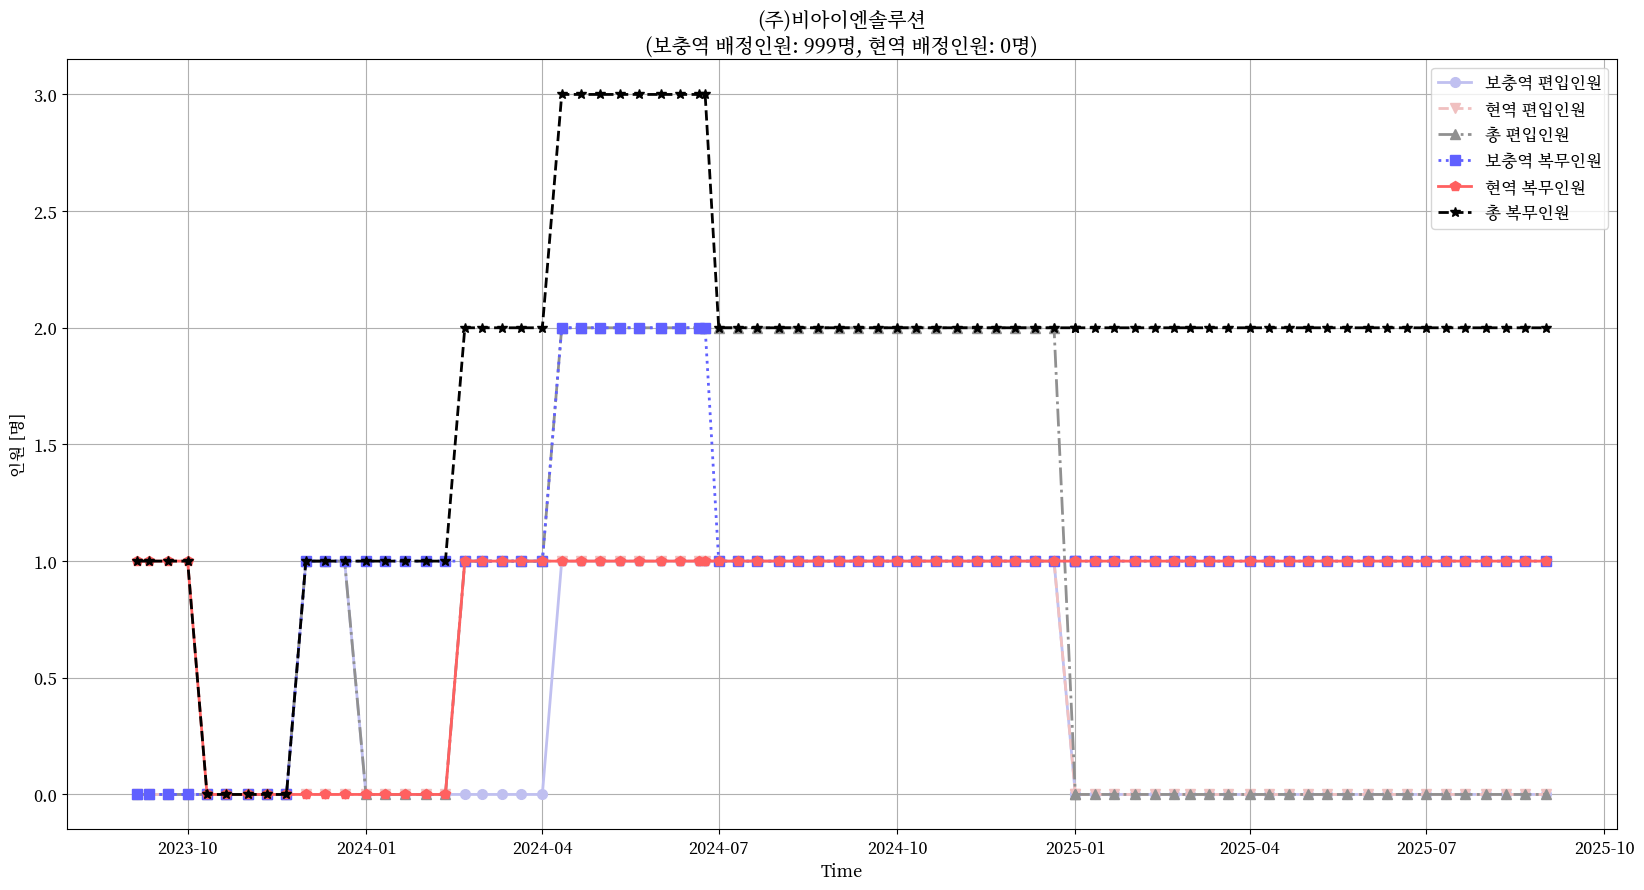 (주)비아이엔솔루션
(보충역 배정인원: 999명, 현역 배정인원: 0명)
보충역 편입인원
현역 편입인원
총 편입인원
보충역 복무인원
현역 복무인원
총 복무인원
인원 [명]
3.0
2.5
2.0
1.5
1.0
0.5
0.0
2023-10
2024-01
2024-04
2024-07
2024-10
2025-01
2025-04
2025-07
2025-10
Time